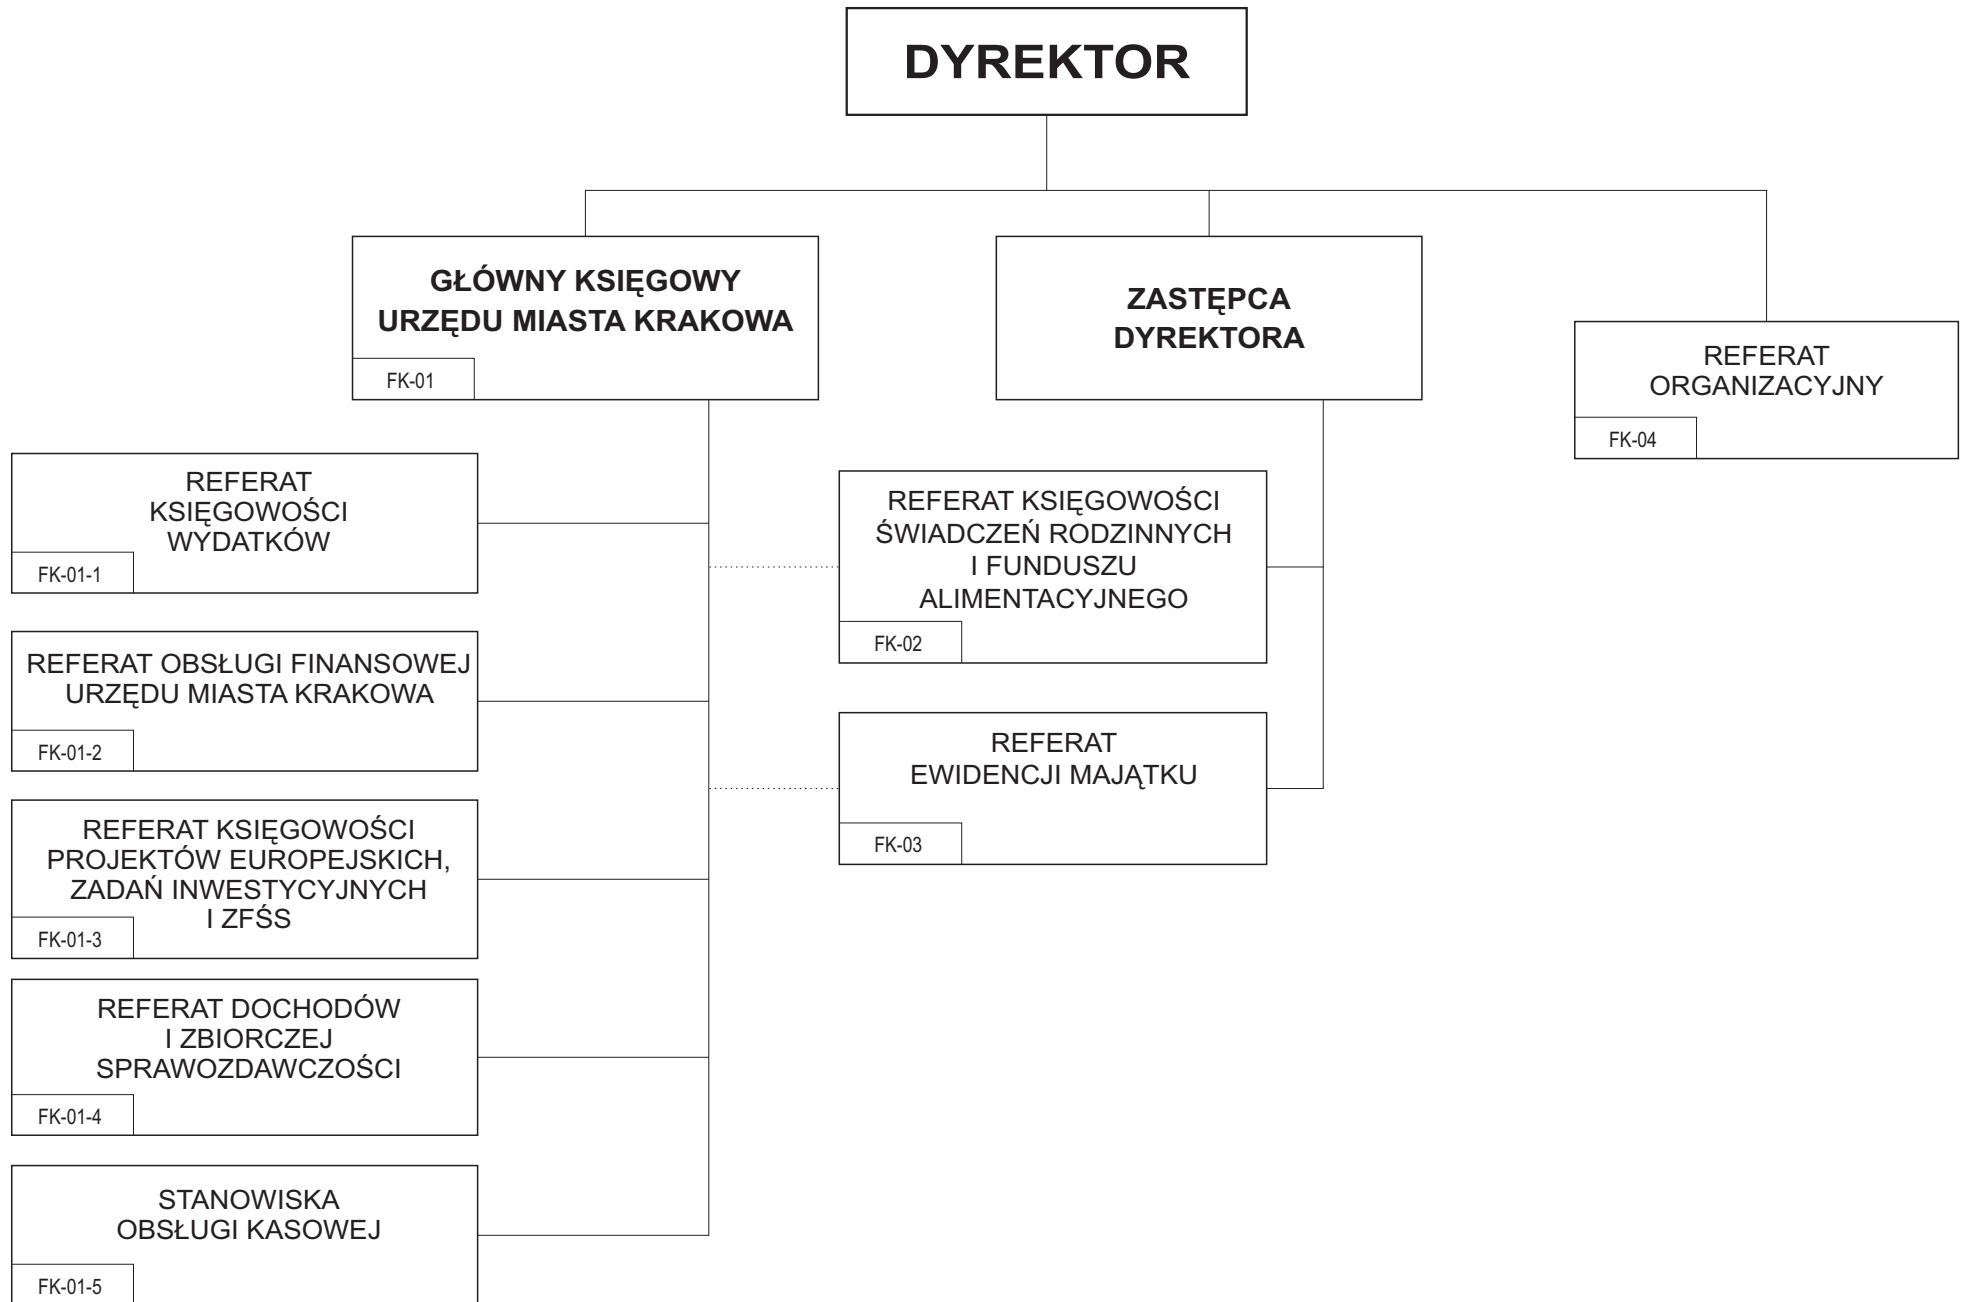 DYREKTOR
GŁÓWNY KSIĘGOWY
URZĘDU MIASTA KRAKOWA
FK-01
ZASTĘPCA
DYREKTORA
REFERAT
ORGANIZACYJNY
FK-04
REFERAT
KSIĘGOWOŚCI
WYDATKÓW
FK-01-1
REFERAT OBSŁUGI FINANSOWEJ
URZĘDU MIASTA KRAKOWA
FK-01-2
REFERAT KSIĘGOWOŚCI
PROJEKTÓW EUROPEJSKICH,
ZADAŃ INWESTYCYJNYCH
I ZFŚS
FK-01-3
REFERAT DOCHODÓW
I ZBIORCZEJ
SPRAWOZDAWCZOŚCI
FK-01-4
STANOWISKA
OBSŁUGI KASOWEJ
FK-01-5
REFERAT KSIĘGOWOŚCI
ŚWIADCZEŃ RODZINNYCH
I FUNDUSZU
ALIMENTACYJNEGO
FK-02
REFERAT
EWIDENCJI MAJĄTKU
FK-03